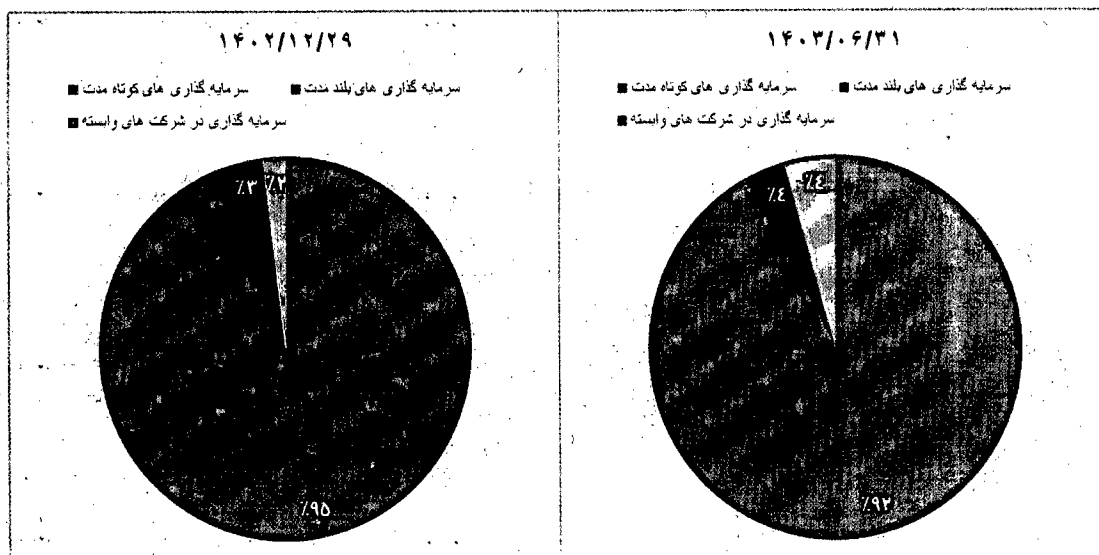 ۱۴۰۳/۰۶/۳۱
سرمایه گذاری های کوتاه مدت
سرمایه گذاری های بلند مدت
سرمایه گذاری در شرکت های وابسته
٪٤
٪٤
٪۹۲
۱۴۰۲/۱۲/۲۹
سرمایه گذاری های کوتاه مدت
سرمایه گذاری های بلند مدت
سرمایه گذاری در شرکت های وابسته
٪۳
٪۲
٪۹۵